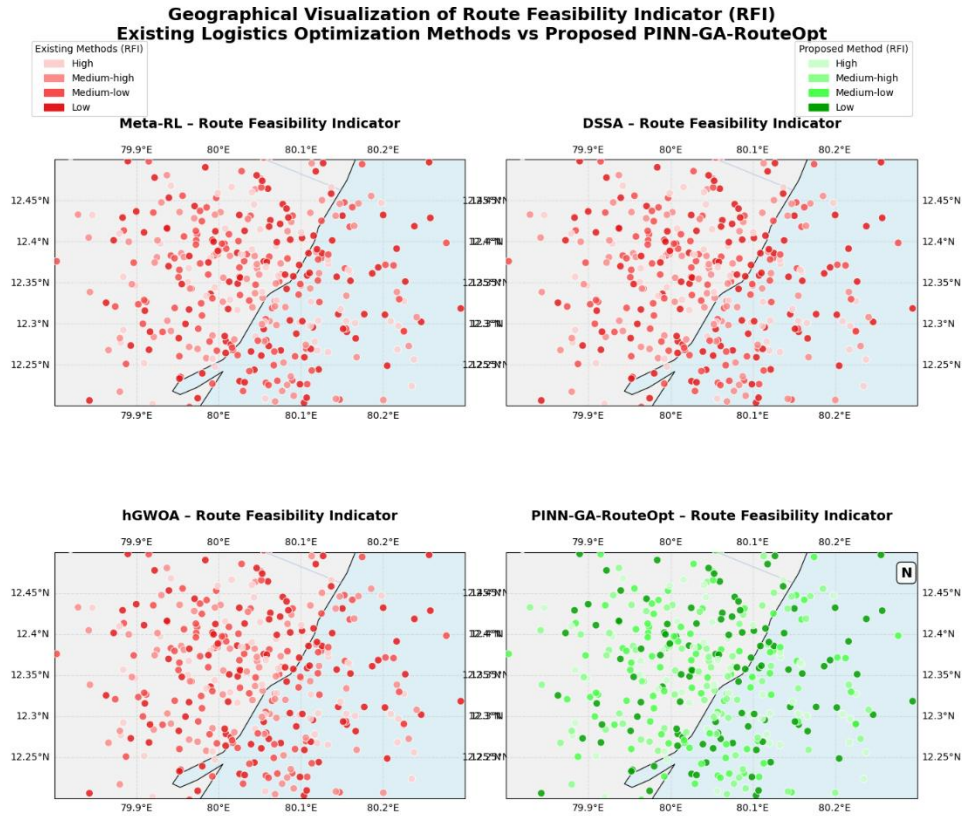 Geographical Visualization of Route Feasibility Indicator (RFI)
Existing Logistics Optimization Methods vs Proposed PINN-GA-RouteOpt
Existing Methods (RFI)
High
Medium-high
Medium-low
Low
Proposed Method (RFI)
High
Medium-high
Medium-low
Low
Meta-RL – Route Feasibility Indicator
79.9°E 80°E 80.1°E 80.2°E
12.45°N
12.4°N
12.35°N
12.3°N
12.25°N
79.9°E 80°E 80.1°E 80.2°E
DSSA – Route Feasibility Indicator
79.9°E 80°E 80.1°E 80.2°E
12.45°N
12.4°N
12.35°N
12.3°N
12.25°N
79.9°E 80°E 80.1°E 80.2°E
hGWOA – Route Feasibility Indicator
79.9°E 80°E 80.1°E 80.2°E
12.45°N
12.4°N
12.35°N
12.3°N
12.25°N
79.9°E 80°E 80.1°E 80.2°E
PINN-GA-RouteOpt – Route Feasibility Indicator
79.9°E 80°E 80.1°E 80.2°E
N
12.45°N
12.4°N
12.35°N
12.3°N
12.25°N
79.9°E 80°E 80.1°E 80.2°E